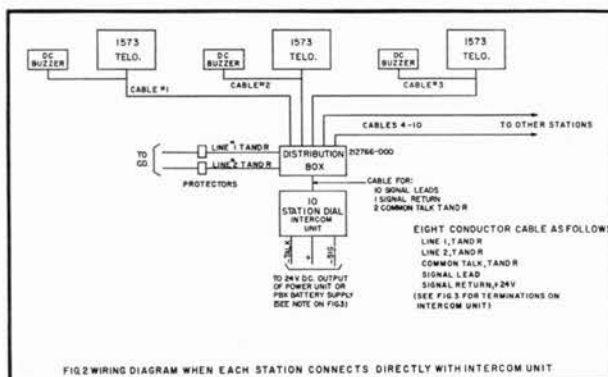 DC
BUZZER
1573
TELO.
DC
BUZZER
1573
TELO.
DC
BUZZER
1573
TELO.
CABLE #1
CABLE #2
CABLE #3
CABLES 4-10
TO OTHER STATIONS
TO
CO.
LINE #1 T AND R
LINE #2 T AND R
PROTECTORS
DISTRIBUTION
BOX
212766-000
CABLE FOR:
10 SIGNAL LEADS
1 SIGNAL RETURN
2 COMMON TALK T AND R
10
STATION DIAL
INTERCOM
UNIT
-TALK
+
-SIG.
TO 24V D.C. OUTPUT
OF POWER UNIT OR
PBX BATTERY SUPPLY
(SEE NOTE ON FIG.3)
EIGHT CONDUCTOR CABLE AS FOLLOW
LINE 1, T AND R
LINE 2, T AND R
COMMON TALK, T AND R
SIGNAL LEAD
SIGNAL RETURN, +24V
(SEE FIG.3 FOR TERMINATIONS ON
INTERCOM UNIT)
FIG.2 WIRING DIAGRAM WHEN EACH STATION CONNECTS DIRECTLY WITH INTERCOM UNIT